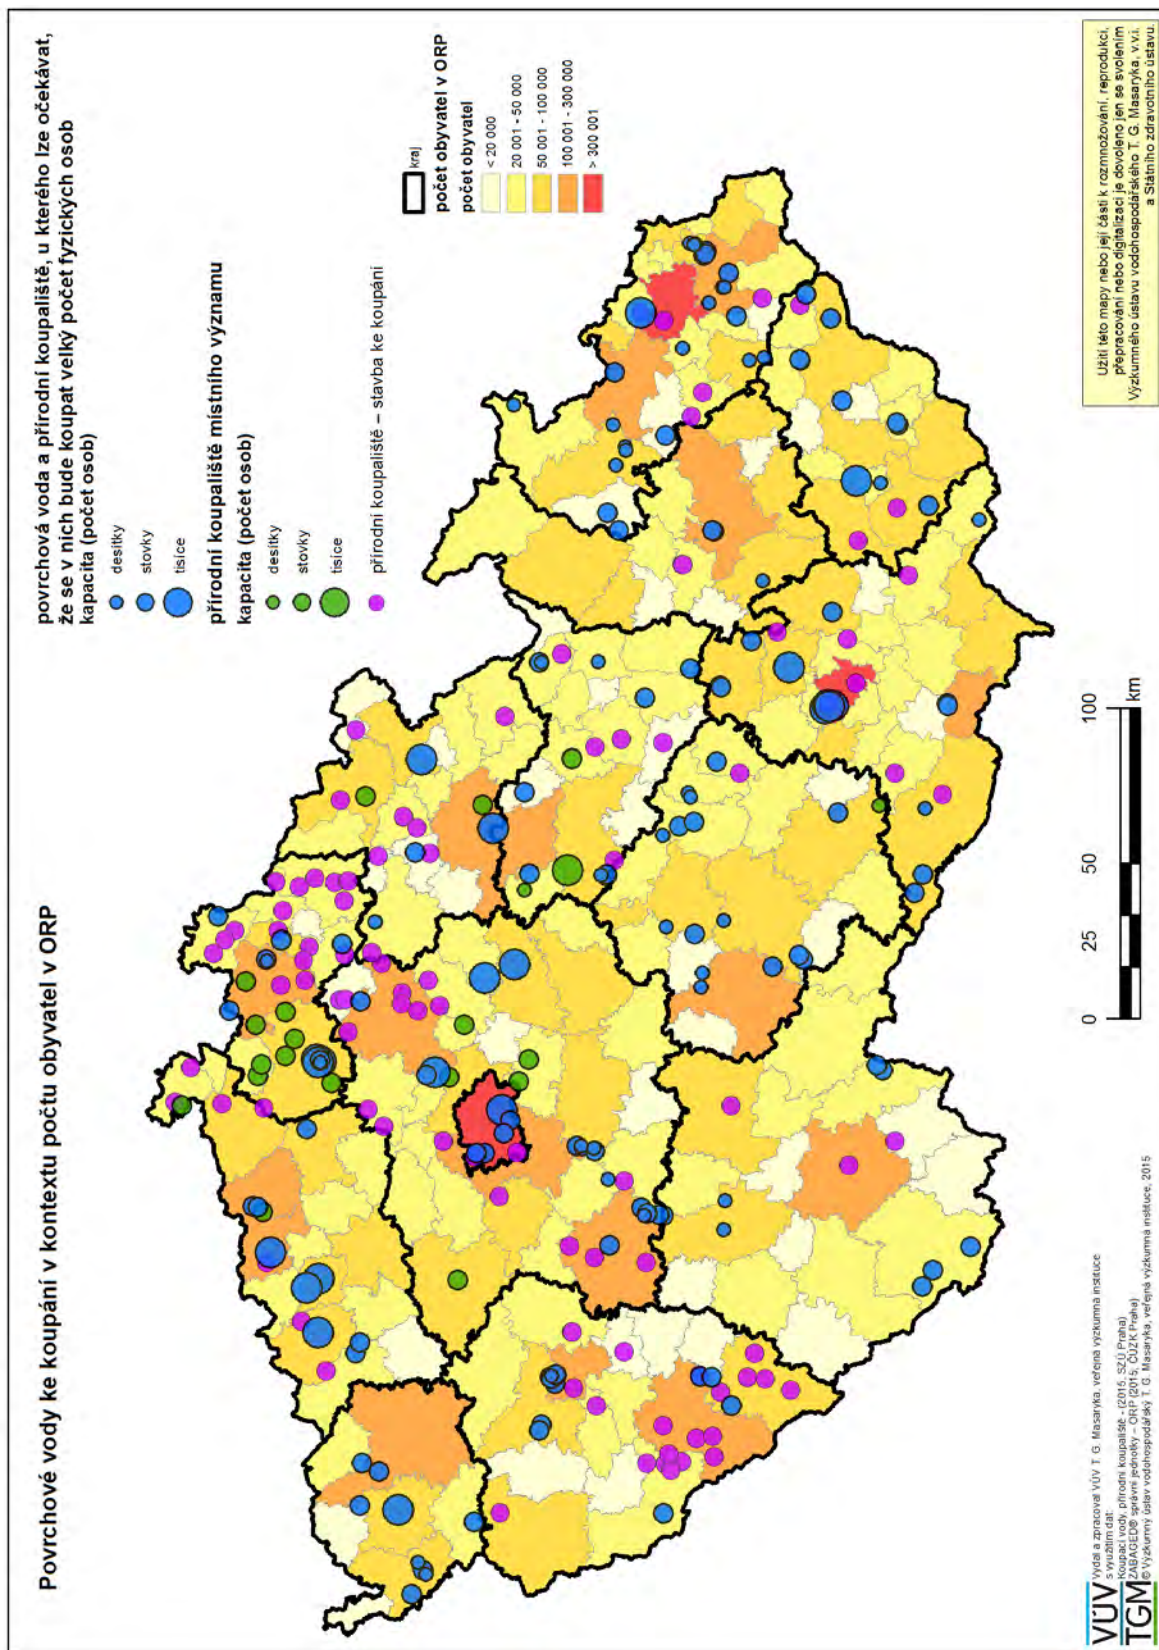 Povrchové vody ke koupání v kontextu počtu obyvatel v ORP
povrchová voda a přírodní koupaliště, u kterého lze očekávat,
že se v nich bude koupat velký počet fyzických osob
kapacita (počet osob)
desítky
stovky
tisíce
přírodní koupaliště místního významu
kapacita (počet osob)
desítky
stovky
tisíce
přírodní koupaliště – stavba ke koupání
kraj
počet obyvatel v ORP
počet obyvatel
< 20 000
20 001 - 50 000
50 001 - 100 000
100 001 - 300 000
> 300 001
0 25 50 100
km
VÚV
TGM
Vydal a zpracoval VÚV T. G. Masaryka, veřejná výzkumná instituce
s využitím dat:
Koupací vody, přírodní koupaliště - (2015, SZÚ Praha)
ZABAGED® správní jednotky – ORP (2015, ČÚZK Praha)
© Výzkumný ústav vodohospodářský T. G. Masaryka, veřejná výzkumná instituce, 2015
Užití této mapy nebo její části k rozmnožování, reprodukci,
přepracování nebo digitalizaci je dovoleno jen se svolením
Výzkumného ústavu vodohospodářského T. G. Masaryka, v.v.i.
a Státního zdravotního ústavu.